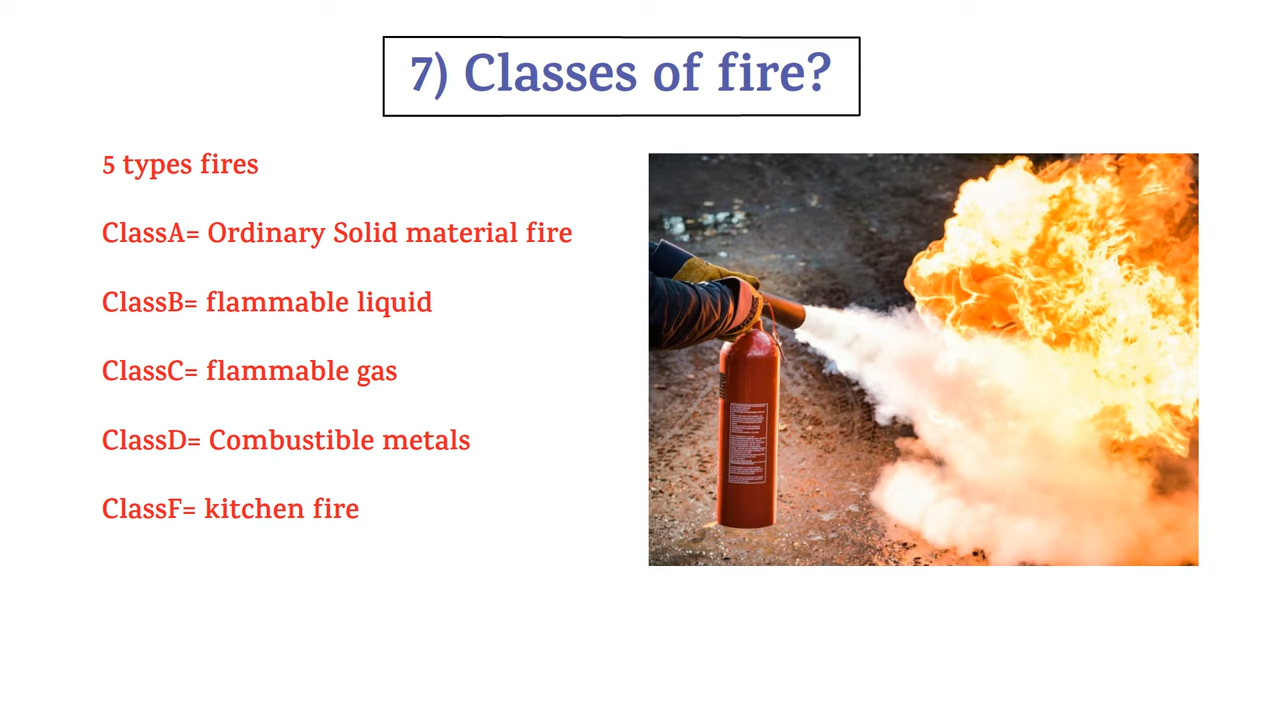 7) Classes of fire?
5 types fires
ClassA= Ordinary Solid material fire
ClassB= flammable liquid
ClassC= flammable gas
ClassD= Combustible metals
ClassF= kitchen fire